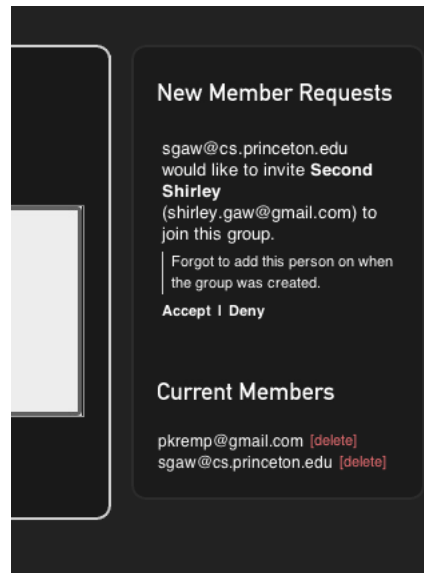 New Member Requests
sgaw@cs.princeton.edu
would like to invite Second
Shirley
(shirley.gaw@gmail.com) to
join this group.
Forgot to add this person on when
the group was created.
Accept | Deny
Current Members
pkremp@gmail.com [delete]
sgaw@cs.princeton.edu [delete]